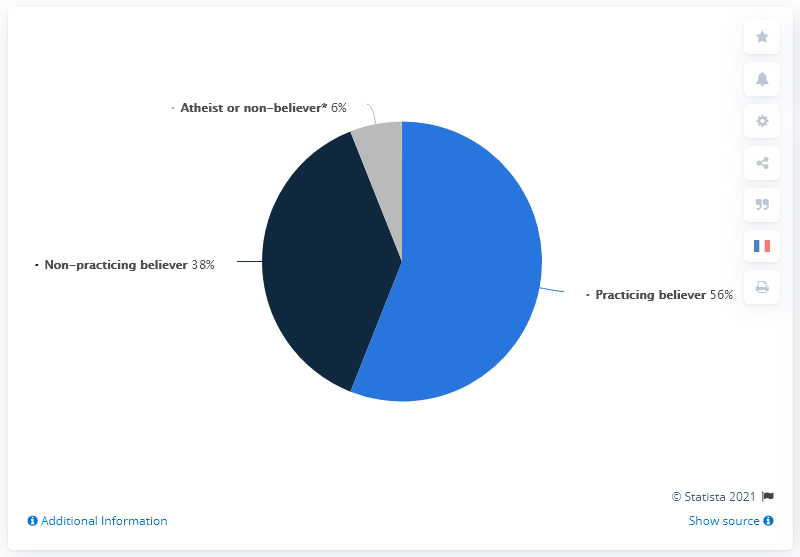 Atheist or non-believer* 6%
Non-practicing believer 38%
Practicing believer 56%
© Statista 2021
Additional Information
Show source